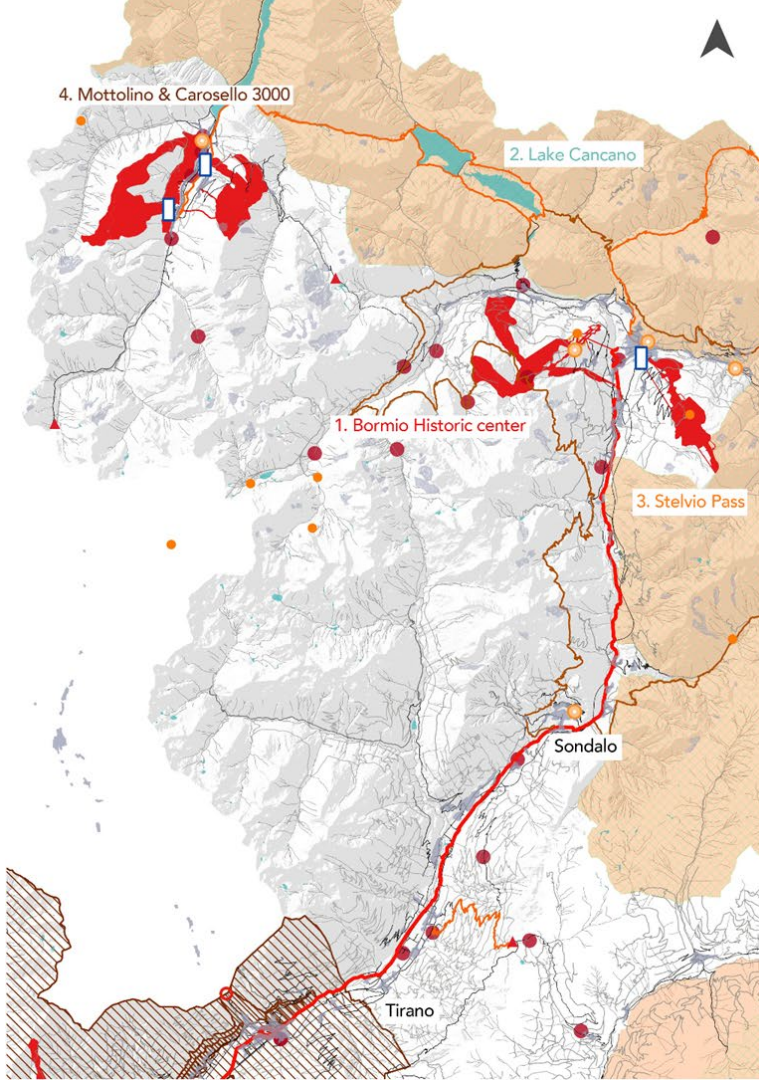 4. Mottolino & Carosello 3000
2. Lake Cancano
1. Bormio Historic center
3. Stelvio Pass
Sondalo
Tirano